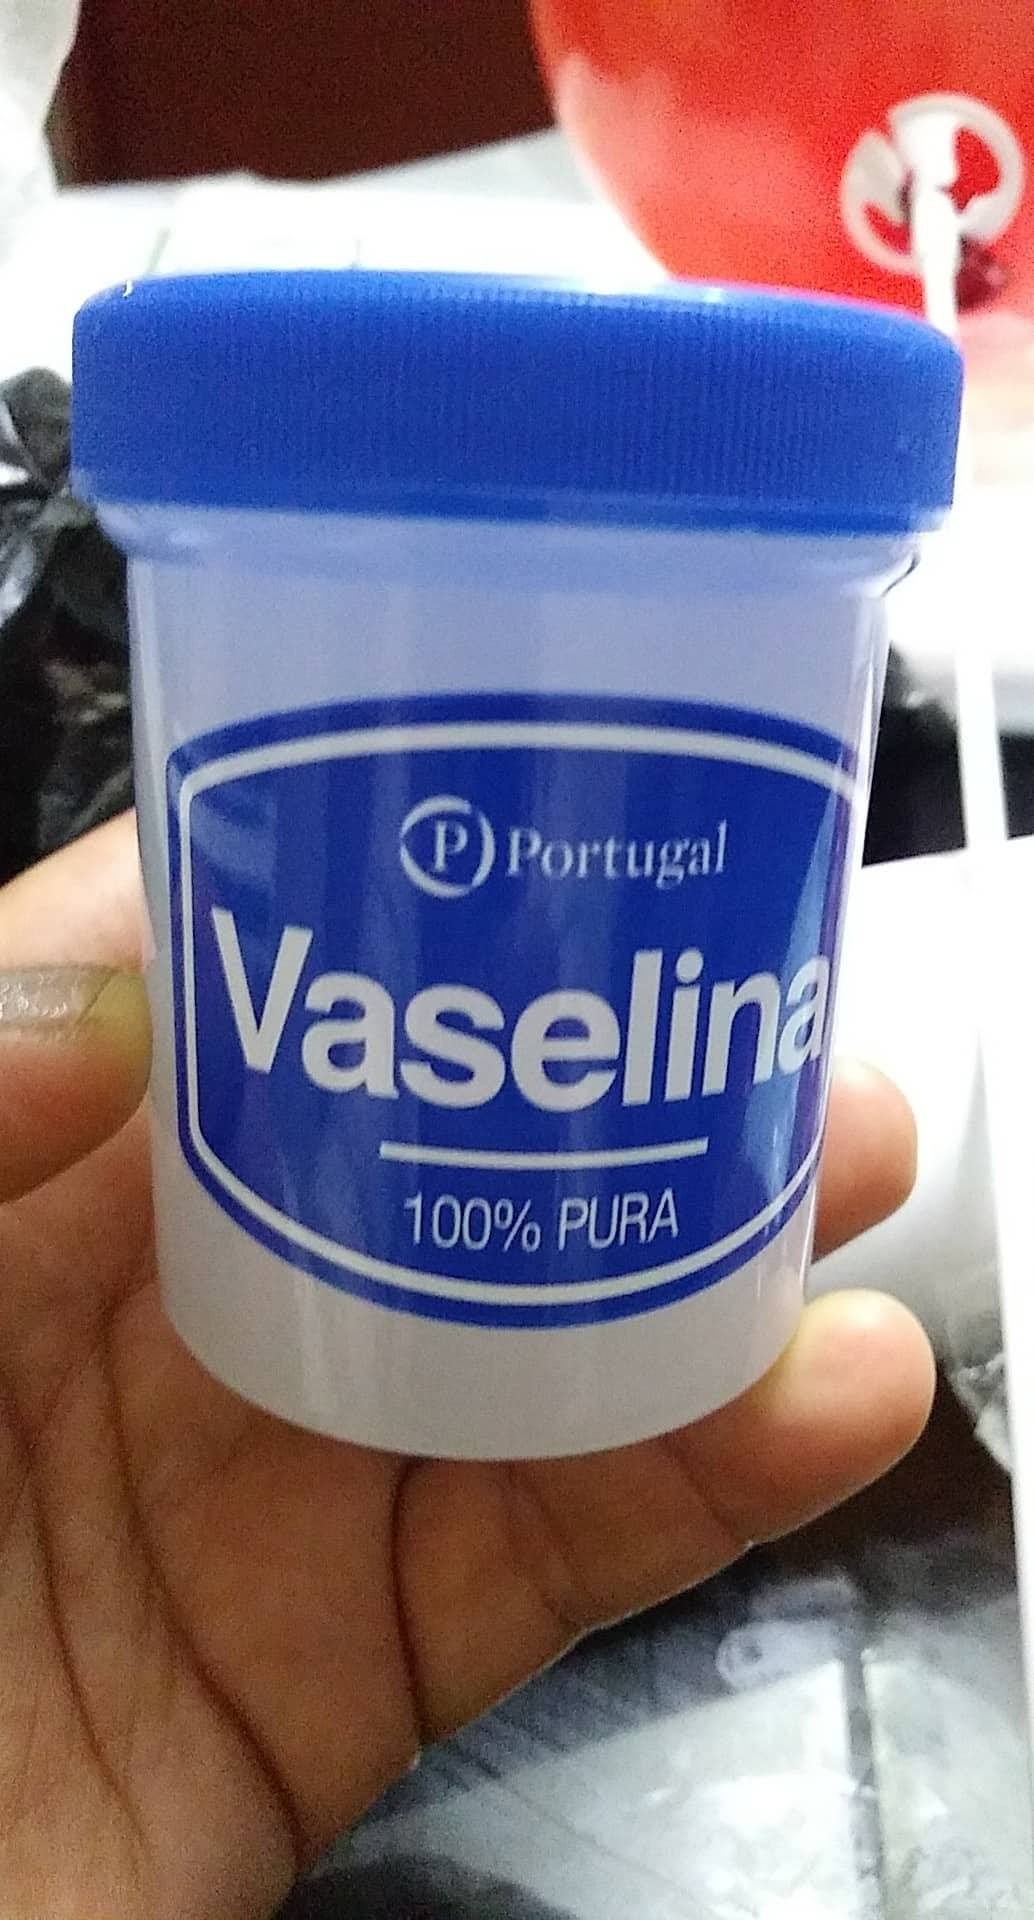 P Portugal
Vaselina
100% PURA